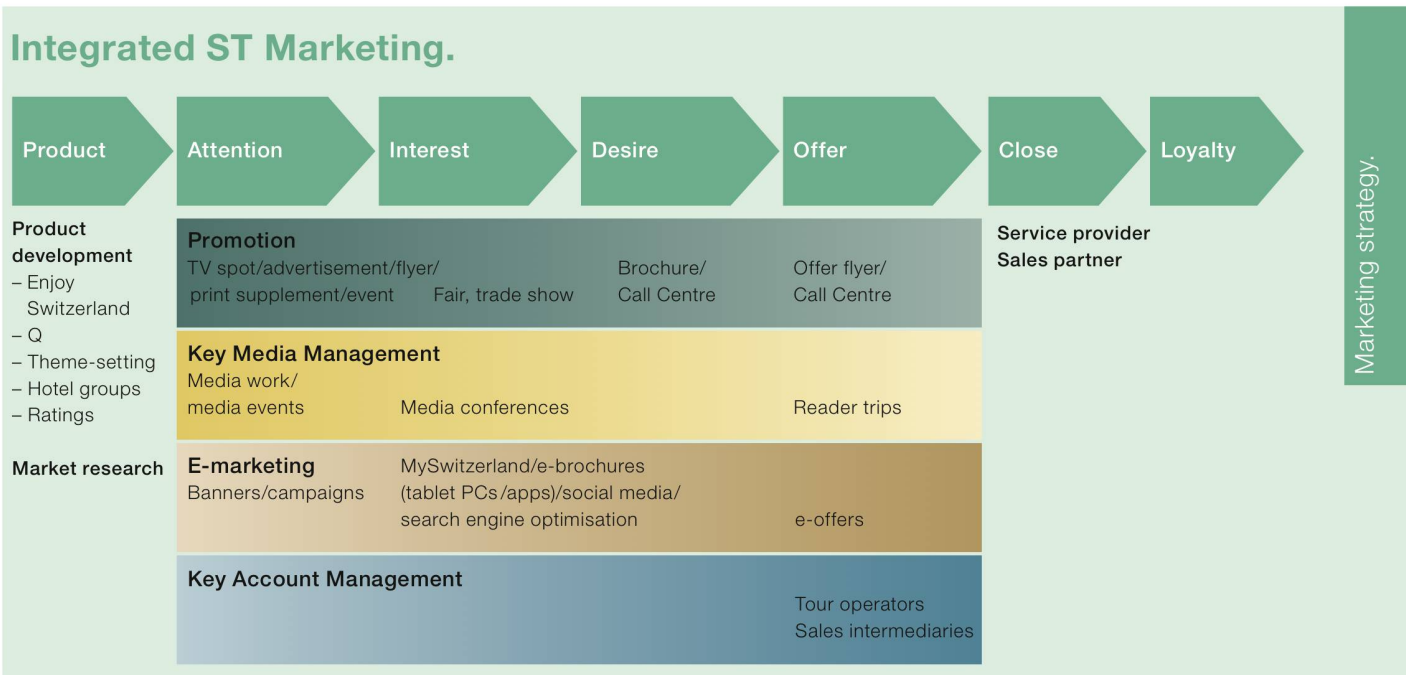 Integrated ST Marketing.
Marketing strategy.
Product
Attention
Interest
Desire
Offer
Close
Loyalty
Product
development
– Enjoy
Switzerland
– Q
– Theme-setting
– Hotel groups
– Ratings
Market research
Promotion
TV spot/advertisement/flyer/
print supplement/event
Fair, trade show
Brochure/
Call Centre
Offer flyer/
Call Centre
Key Media Management
Media work/
media events
Media conferences
Reader trips
E-marketing
Banners/campaigns
MySwitzerland/e-brochures
(tablet PCs/apps)/social media/
search engine optimisation
e-offers
Key Account Management
Tour operators
Sales intermediaries
Service provider
Sales partner